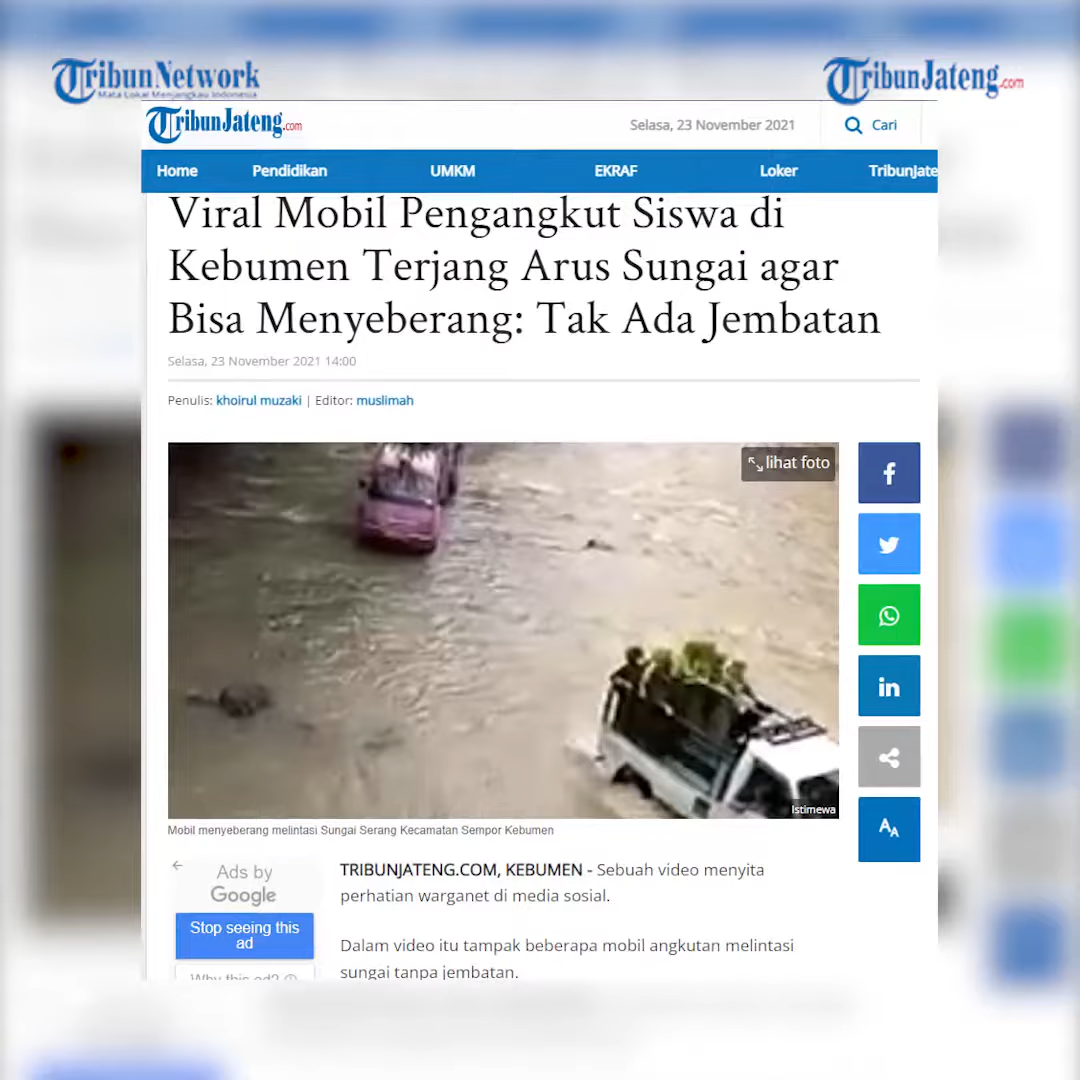 TribunNetwork
Mata Lokal Menjangkau Indonesia
TribunJateng.com
TribunJateng.com
Selasa, 23 November 2021
Cari
Home Pendidikan UMKM EKRAF Loker TribunJate
Viral Mobil Pengangkut Siswa di
Kebumen Terjang Arus Sungai agar
Bisa Menyeberang: Tak Ada Jembatan
Selasa, 23 November 2021 14:00
Penulis: khoirul muzaki | Editor: muslimah
lihat foto
Istimewa
Mobil menyeberang melintasi Sungai Serang Kecamatan Sempor Kebumen
Ads by
Google
Stop seeing this
ad
Why this ad?
TRIBUNJATENG.COM, KEBUMEN - Sebuah video menyita
perhatian warganet di media sosial.
Dalam video itu tampak beberapa mobil angkutan melintasi
sungai tanpa jembatan.